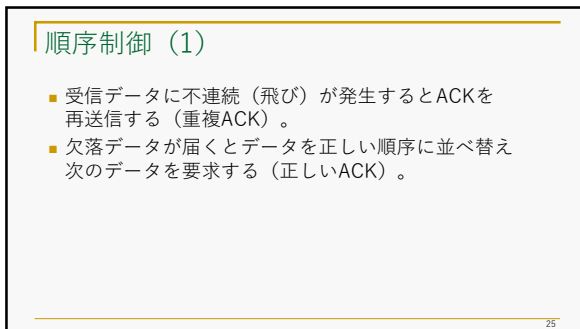 順序制御（1）
■ 受信データに不連続（飛び）が発生するとACKを
再送信する（重複ACK）。
■ 欠落データが届くとデータを正しい順序に並べ替え
次のデータを要求する（正しいACK）。
25